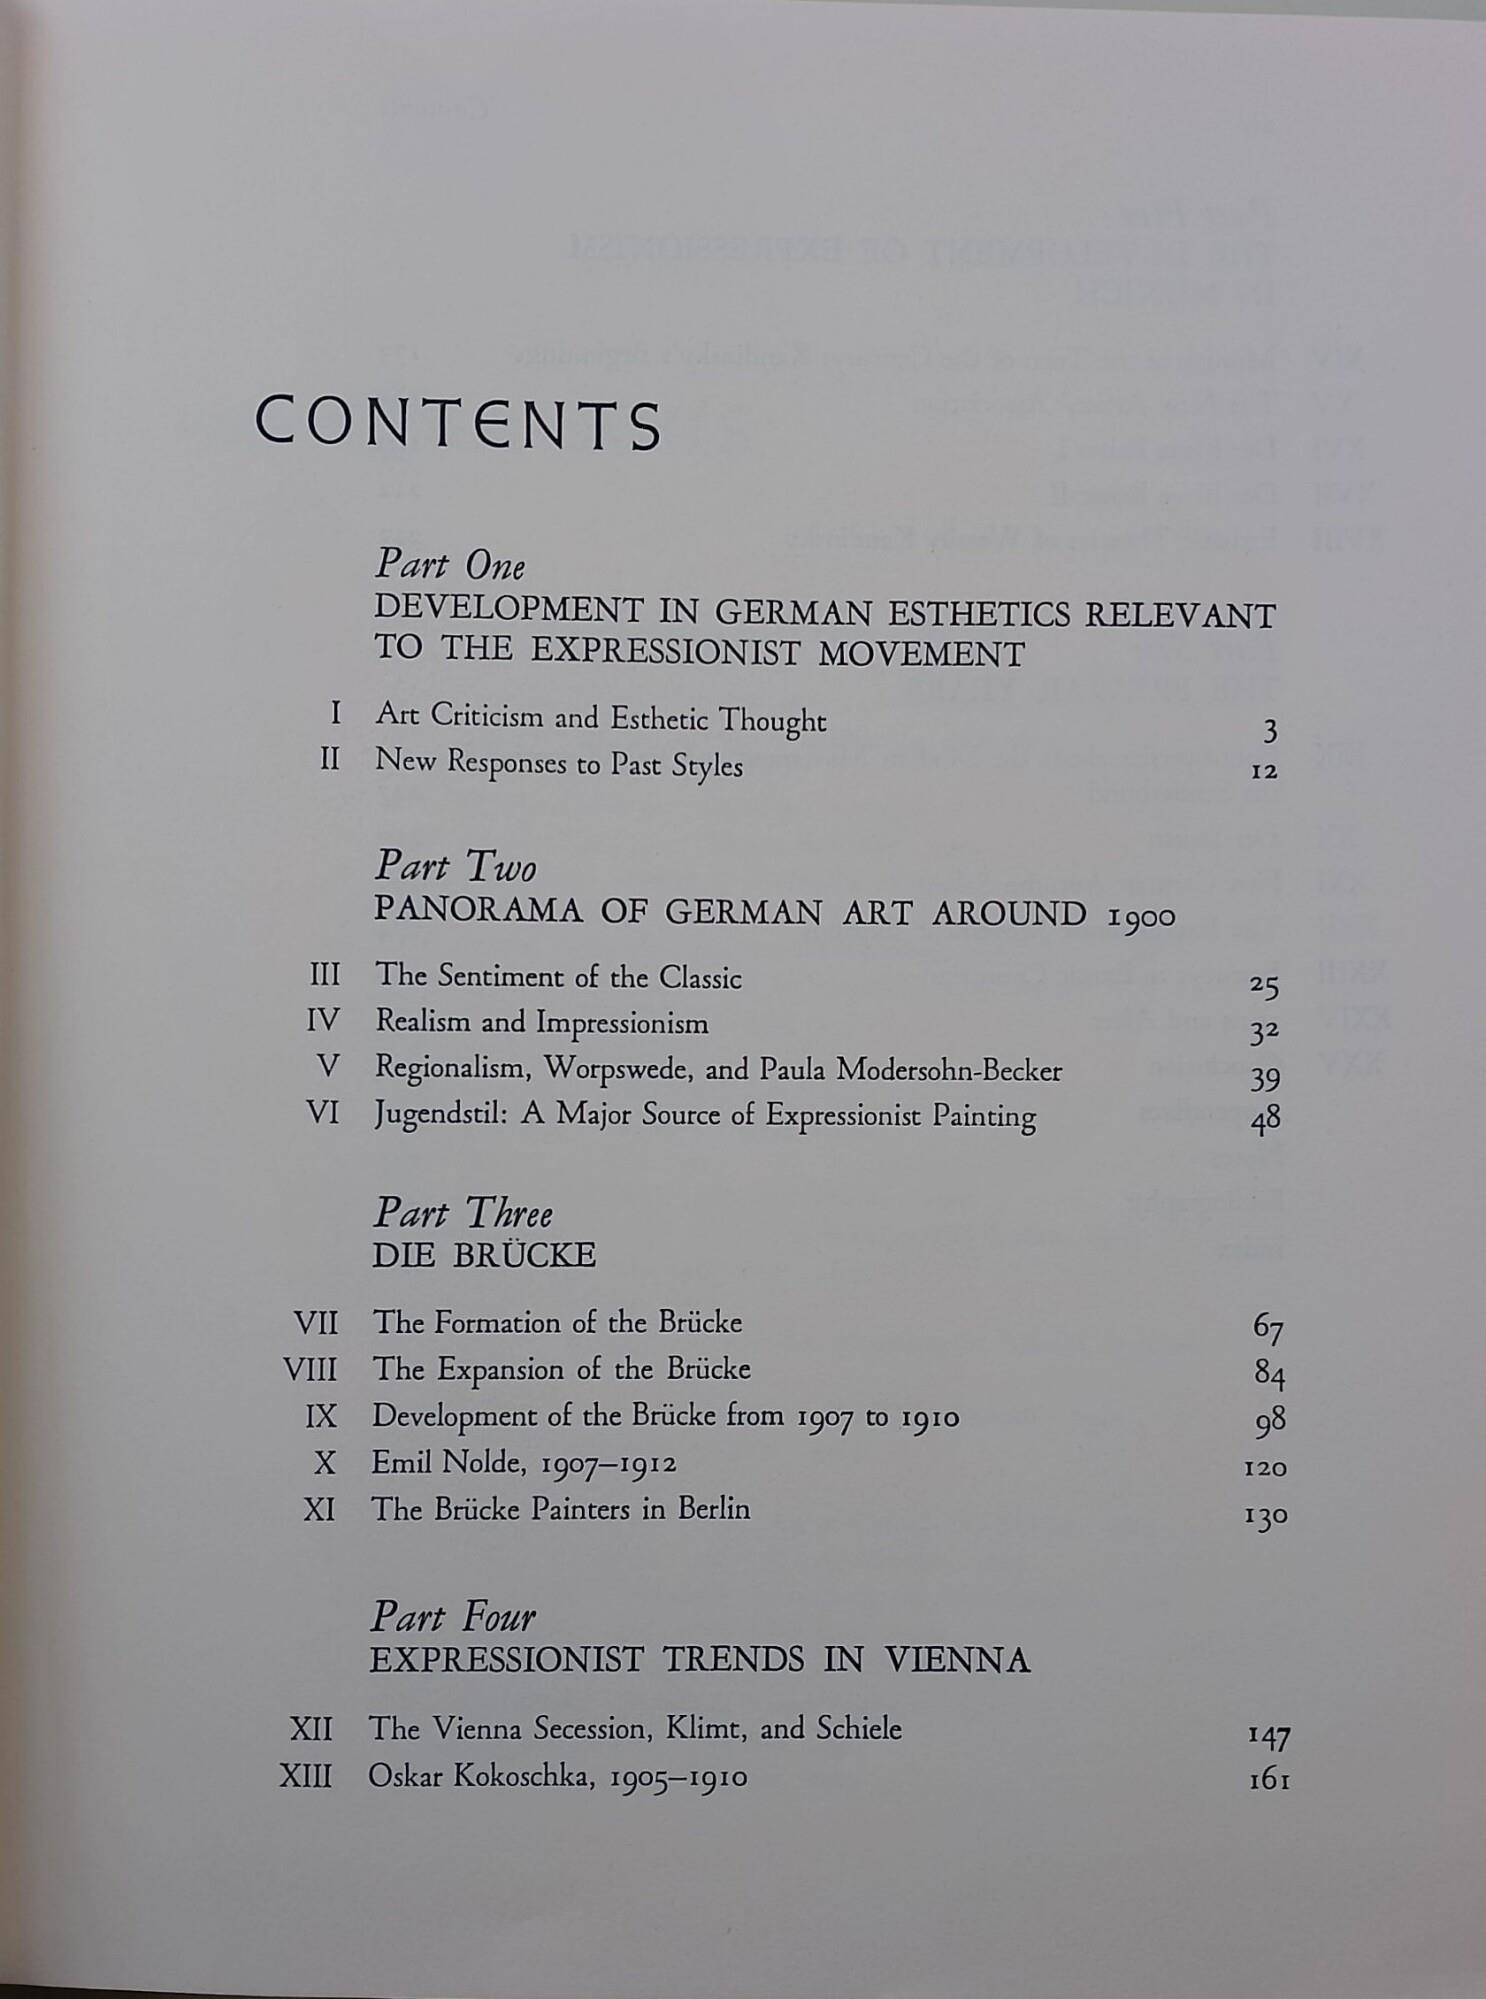 CONTENTS
Part One
DEVELOPMENT IN GERMAN ESTHETICS RELEVANT
TO THE EXPRESSIONIST MOVEMENT
I Art Criticism and Esthetic Thought 3
II New Responses to Past Styles 12
Part Two
PANORAMA OF GERMAN ART AROUND 1900
III The Sentiment of the Classic 25
IV Realism and Impressionism 32
V Regionalism, Worpswede, and Paula Modersohn-Becker 39
VI Jugendstil: A Major Source of Expressionist Painting 48
Part Three
DIE BRÜCKE
VII The Formation of the Brücke 67
VIII The Expansion of the Brücke 84
IX Development of the Brücke from 1907 to 1910 98
X Emil Nolde, 1907–1912 120
XI The Brücke Painters in Berlin 130
Part Four
EXPRESSIONIST TRENDS IN VIENNA
XII The Vienna Secession, Klimt, and Schiele 147
XIII Oskar Kokoschka, 1905–1910 161